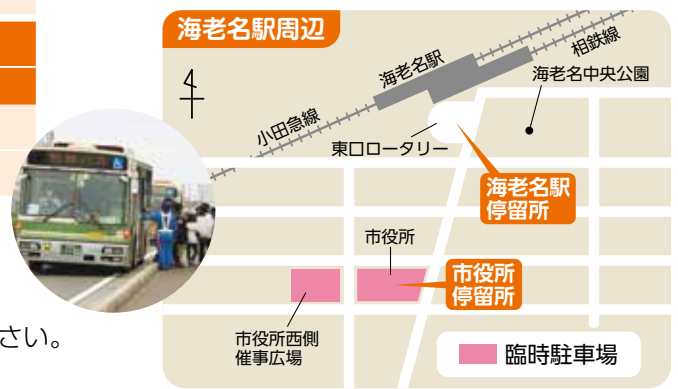 海老名駅周辺
海老名駅
相鉄線
海老名中央公園
小田急線
東口ロータリー
海老名駅
停留所
市役所
市役所
停留所
市役所西側
催事広場
臨時駐車場
さい。